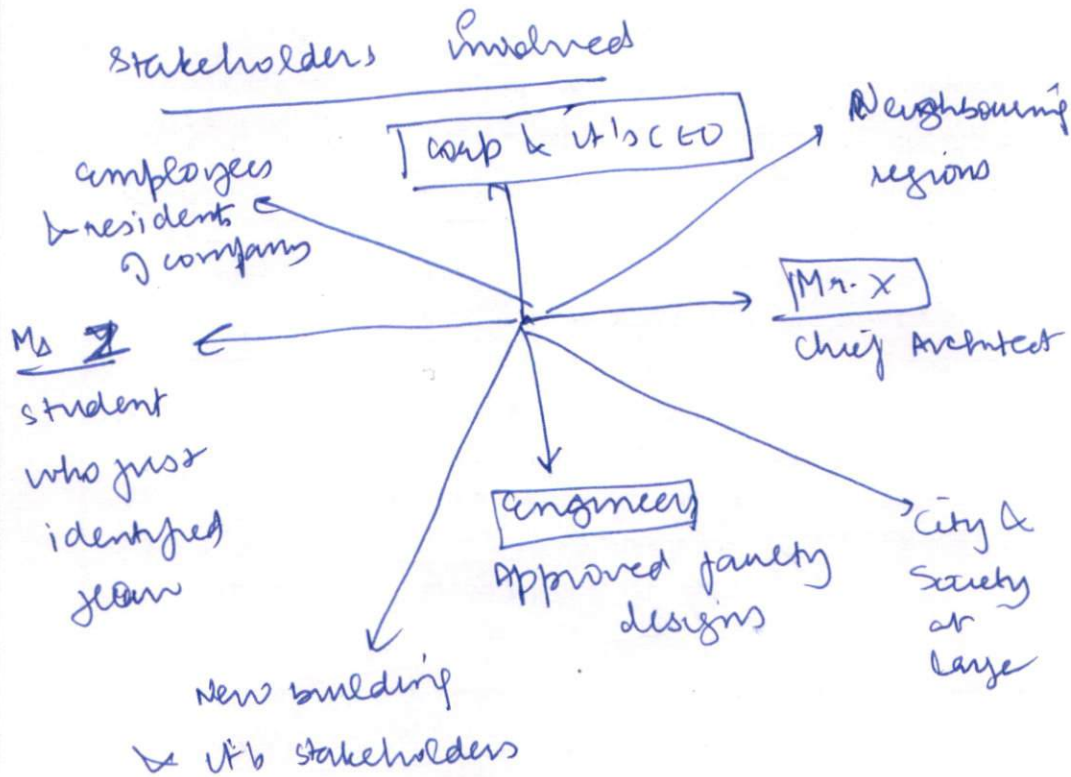 Stakeholders Involved
Corp & it's CEO
Neighbouring
regions
Employees
& residents
of company
Mr. X
Chief Architect
Ms Z
student
who just
identified
flaw
Engineers
Approved faulty
designs
City &
Society
at
Large
New building
& it's stakeholders